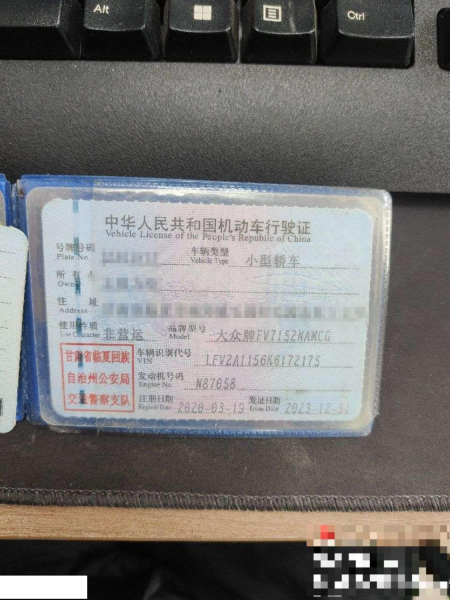 Alt
Ctrl
中华人民共和国机动车行驶证
Vehicle License of the People's Republic of China
号牌号码
Plate No.
车辆类型 小型轿车
Vehicle Type
所有人
Owner
住 址
Address
使用性质 非营运 品牌型号 大众牌FV7152NAMCG
Use Character Model
甘肃省临夏回族
自治州公安局
交通警察支队
车辆识别代号 LFV2A1156K6172175
VIN
发动机号码 N87058
Engine No.
注册日期 2020-03-19 发证日期 2023-12-31
Register Date Issue Date